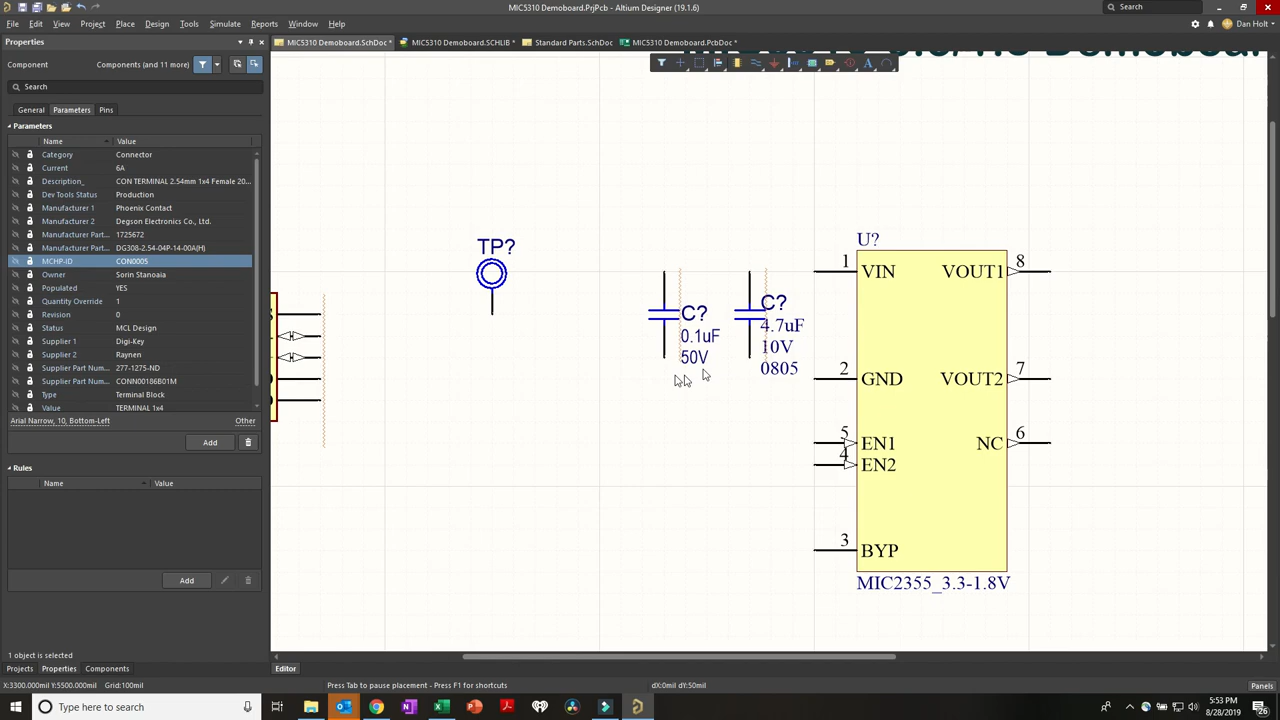 MIC5310 Demoboard.PrjPcb - Altium Designer (19.1.6)
Search
File Edit View Project Place Design Tools Simulate Reports Window Help
Dan Holt
Properties
MIC5310 Demoboard.SchDoc *
MIC5310 Demoboard.SCHLIB *
Standard Parts.SchDoc
MIC5310 Demoboard.PcbDoc *
Component Components (and 11 more)
Search
General Parameters Pins
Parameters
Name Value
Category Connector
Current 6A
Description_ CON TERMINAL 2.54mm 1x4 Female 20...
Dev Tools Status Production
Manufacturer 1 Phoenix Contact
Manufacturer 2 Degson Electronics Co., Ltd.
Manufacturer Part... 1725672
Manufacturer Part... DG308-2.54-04P-14-00A(H)
MCHP-ID CON0005
Owner Sorin Stanoaia
Populated YES
Quantity Override 1
Revision 0
Status MCL Design
Supplier 1 Digi-Key
Supplier 2 Raynen
Supplier Part Num... 277-1275-ND
Supplier Part Num... CONN00186B01M
Type Terminal Block
Value TERMINAL 1x4
Arial Narrow, 10, Bottom-Left Other
Add
Rules
Name Value
Add
1 object is selected
Projects Properties Components
TP?
C?
0.1uF
50V
C?
4.7uF
10V
0805
U?
1 VIN VOUT1 8
2 GND VOUT2 7
5 EN1 NC 6
4 EN2
3 BYP
MIC2355_3.3-1.8V
Editor
X:3300.000mil Y:5500.000mil Grid:100mil
Press Tab to pause placement - Press F1 for shortcuts
dX:0mil dY:50mil
Panels
Type here to search
5:53 PM
8/28/2019
26